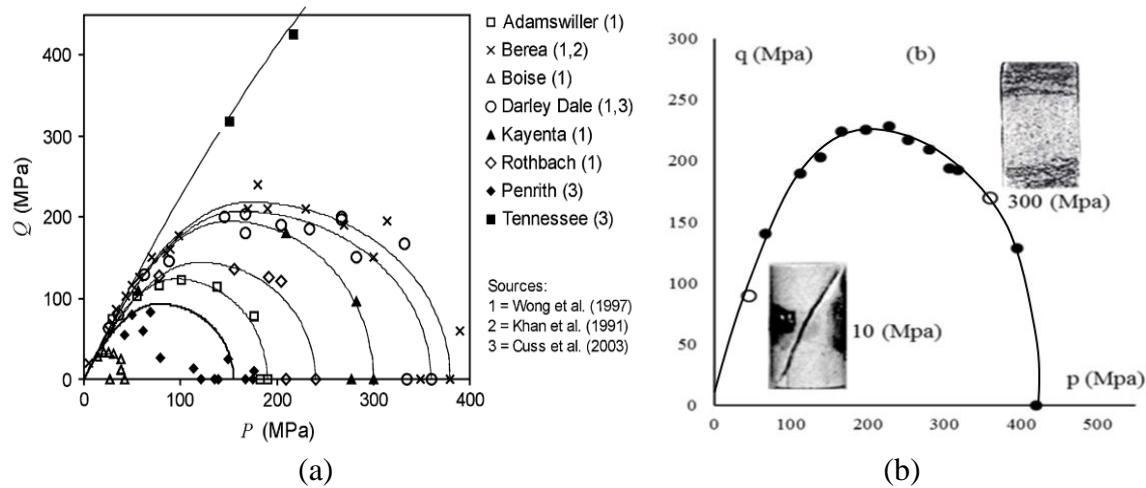 400
300
200
100
0
Q (MPa)
0 100 200 300 400
P (MPa)
Adamswiller (1)
Berea (1,2)
Boise (1)
Darley Dale (1,3)
Kayenta (1)
Rothbach (1)
Penrith (3)
Tennessee (3)
Sources:
1 = Wong et al. (1997)
2 = Khan et al. (1991)
3 = Cuss et al. (2003)
(a)
300
250
200
150
100
50
0
q (Mpa)
(b)
300 (Mpa)
10 (Mpa)
p (Mpa)
0 100 200 300 400 500
(b)